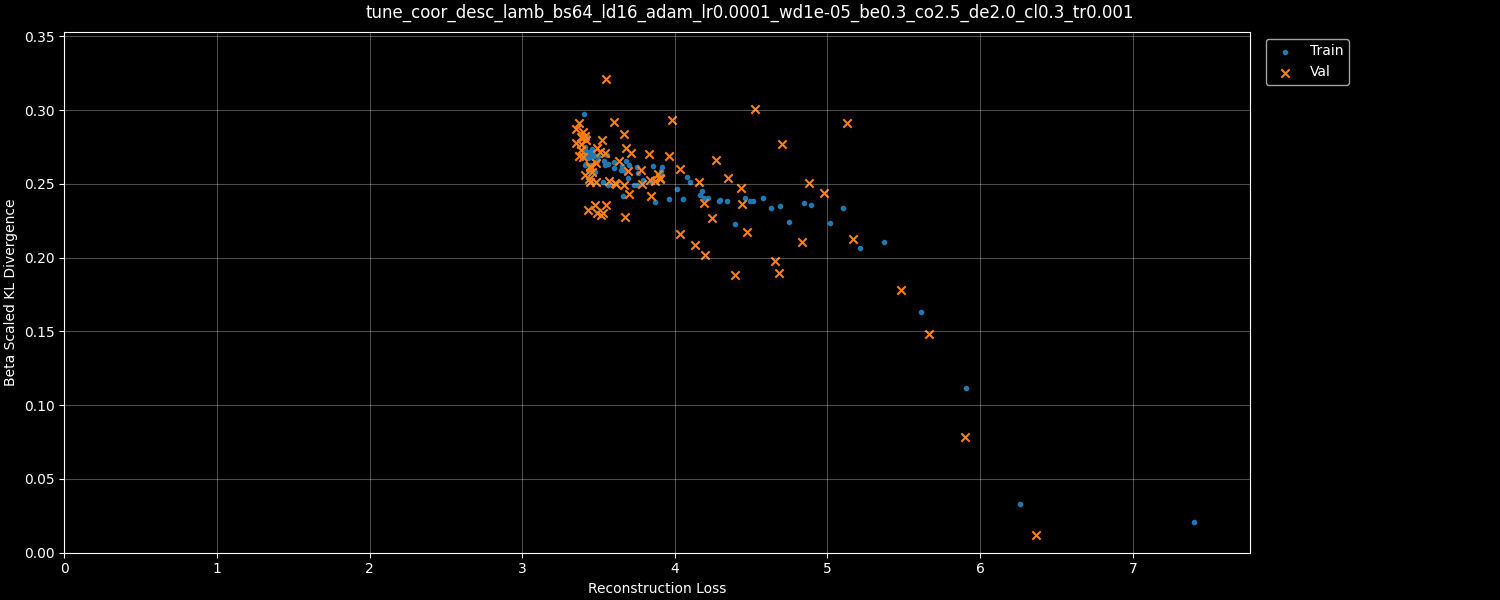 tune_coor_desc_lamb_bs64_ld16_adam_lr0.0001_wd1e-05_be0.3_co2.5_de2.0_cl0.3_tr0.001
Train
Val
0.35
0.30
0.25
0.20
0.15
0.10
0.05
0.00
Beta Scaled KL Divergence
0 1 2 3 4 5 6 7
Reconstruction Loss